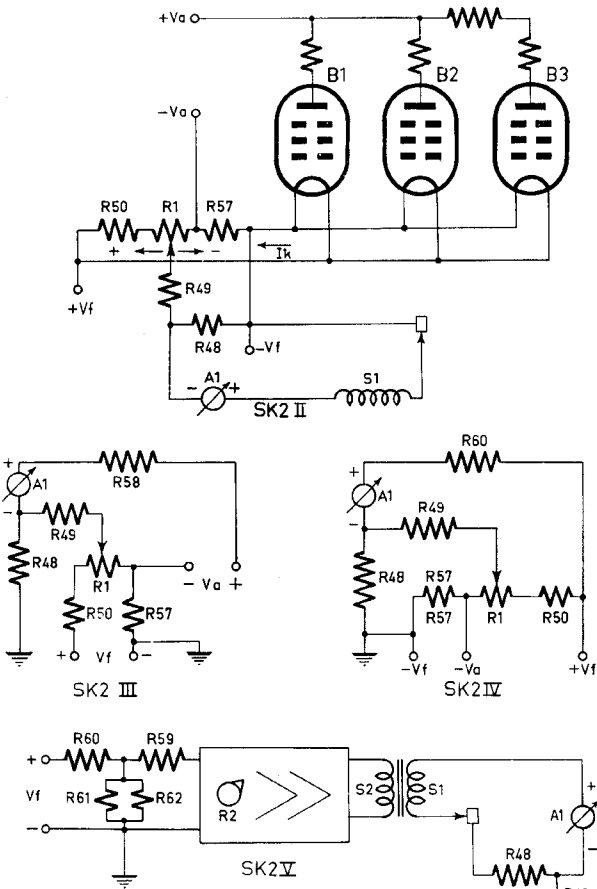 +Va
B1 B2 B3
-Va
R50 R1 R57
+ - Ik
+Vf
R49
R48
-Vf
- A1 + S1
SK2 II
+
A1
-
R58
R49
R48
R1
- Va +
R50 R57
+ Vf -
SK2 III
R60
+
A1
-
R49
R48
R57
R57 R1 R50
-Vf -Va +Vf
SK2 IV
R60 R59
+
Vf
-
R61 R62
R2
S2 S1
+
A1
-
R48
SK2 V